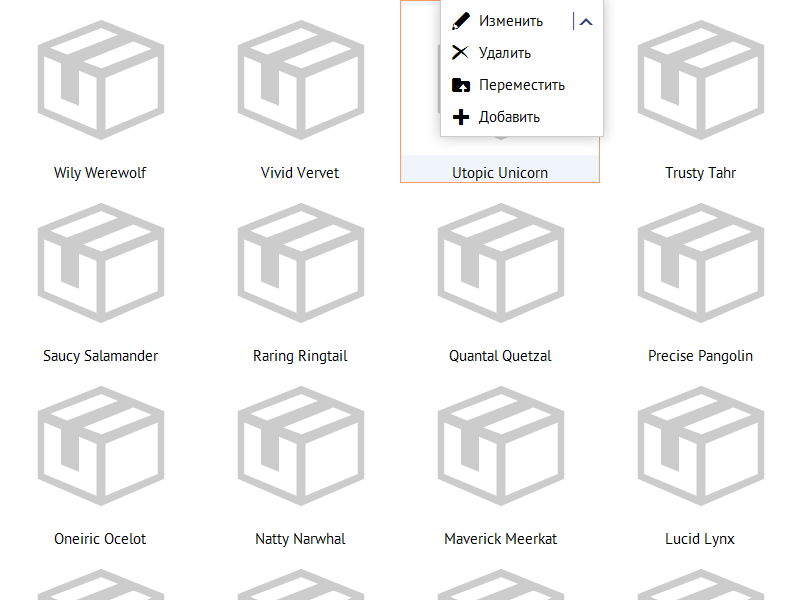 Изменить
Удалить
Переместить
Добавить
Wily Werewolf
Vivid Vervet
Utopic Unicorn
Trusty Tahr
Saucy Salamander
Raring Ringtail
Quantal Quetzal
Precise Pangolin
Oneiric Ocelot
Natty Narwhal
Maverick Meerkat
Lucid Lynx